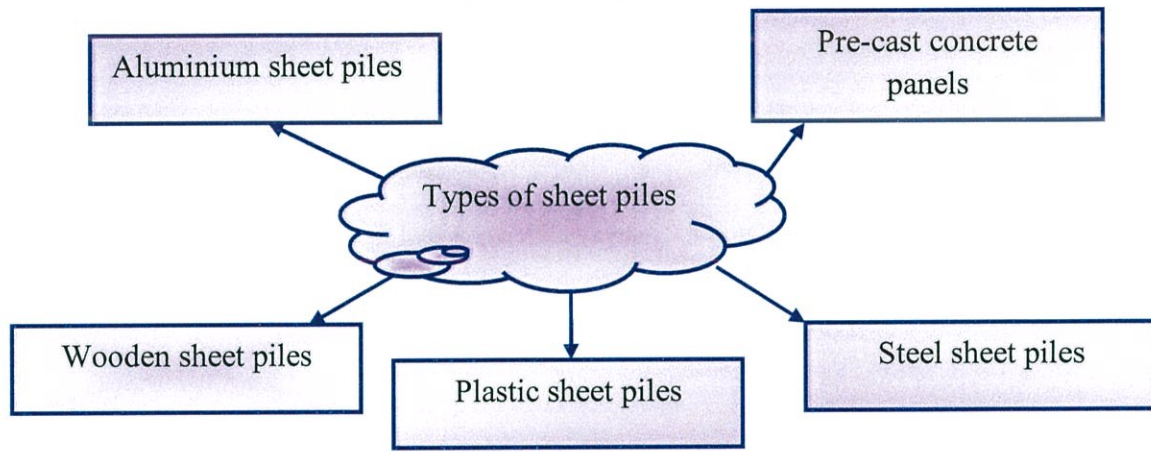 Aluminium sheet piles
Pre-cast concrete
panels
Types of sheet piles
Wooden sheet piles
Plastic sheet piles
Steel sheet piles